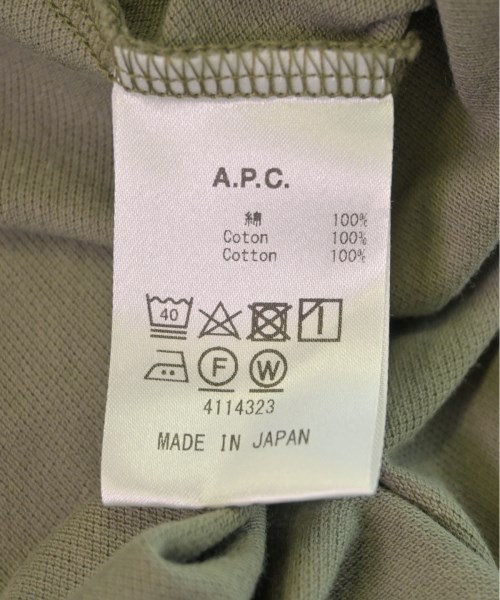 A.P.C.
綿 100%
Coton 100%
Cotton 100%
40
F W
4114323
MADE IN JAPAN